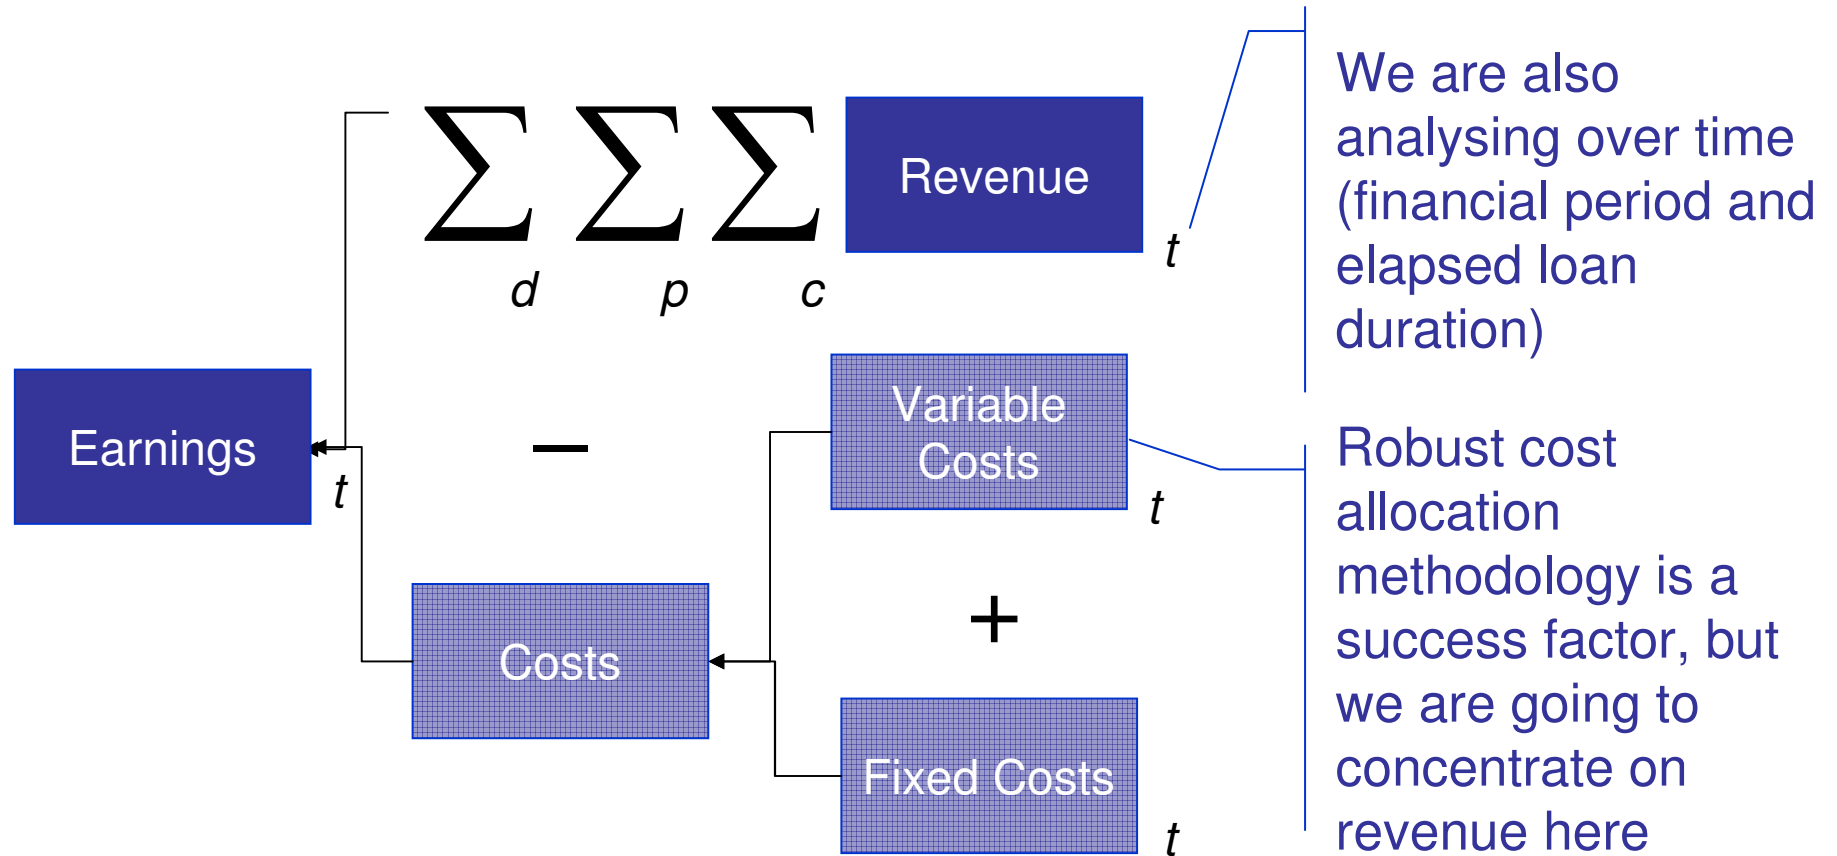 ∑ ∑ ∑
d p c
Revenue
t
We are also
analysing over time
(financial period and
elapsed loan
duration)
Earnings
t
–
Variable
Costs
t
Costs
+
Fixed Costs
t
Robust cost
allocation
methodology is a
success factor, but
we are going to
concentrate on
revenue here